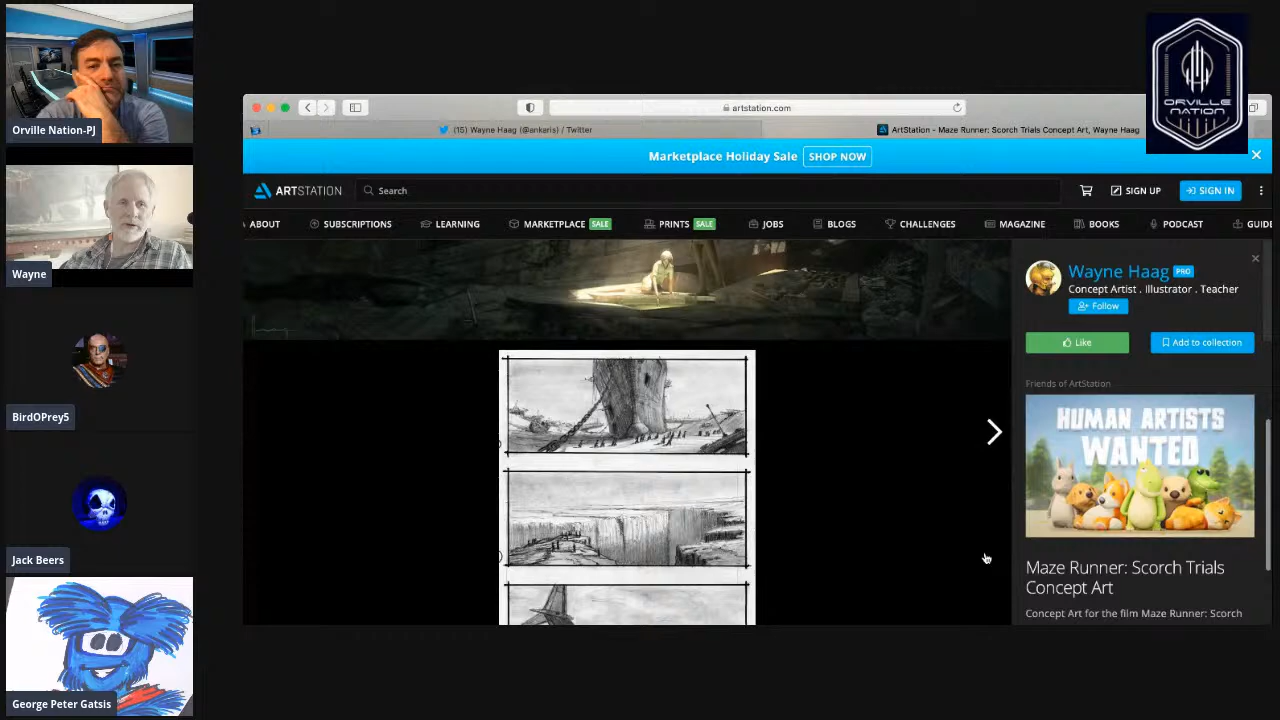 Orville Nation-PJ
Wayne
BirdOPrey5
Jack Beers
George Peter Gatsis
artstation.com
(15) Wayne Haag (@ankaris) / Twitter
ArtStation - Maze Runner: Scorch Trials Concept Art, Wayne Haag
ORVILLE
NATION
Marketplace Holiday Sale SHOP NOW
ARTSTATION
Search
SIGN UP
SIGN IN
ABOUT SUBSCRIPTIONS LEARNING MARKETPLACE SALE PRINTS SALE JOBS BLOGS CHALLENGES MAGAZINE BOOKS PODCAST GUIDE
Wayne Haag PRO
Concept Artist . Illustrator . Teacher
Follow
Like
Add to collection
Friends of ArtStation
HUMAN ARTISTS
WANTED
Maze Runner: Scorch Trials
Concept Art
Concept Art for the film Maze Runner: Scorch